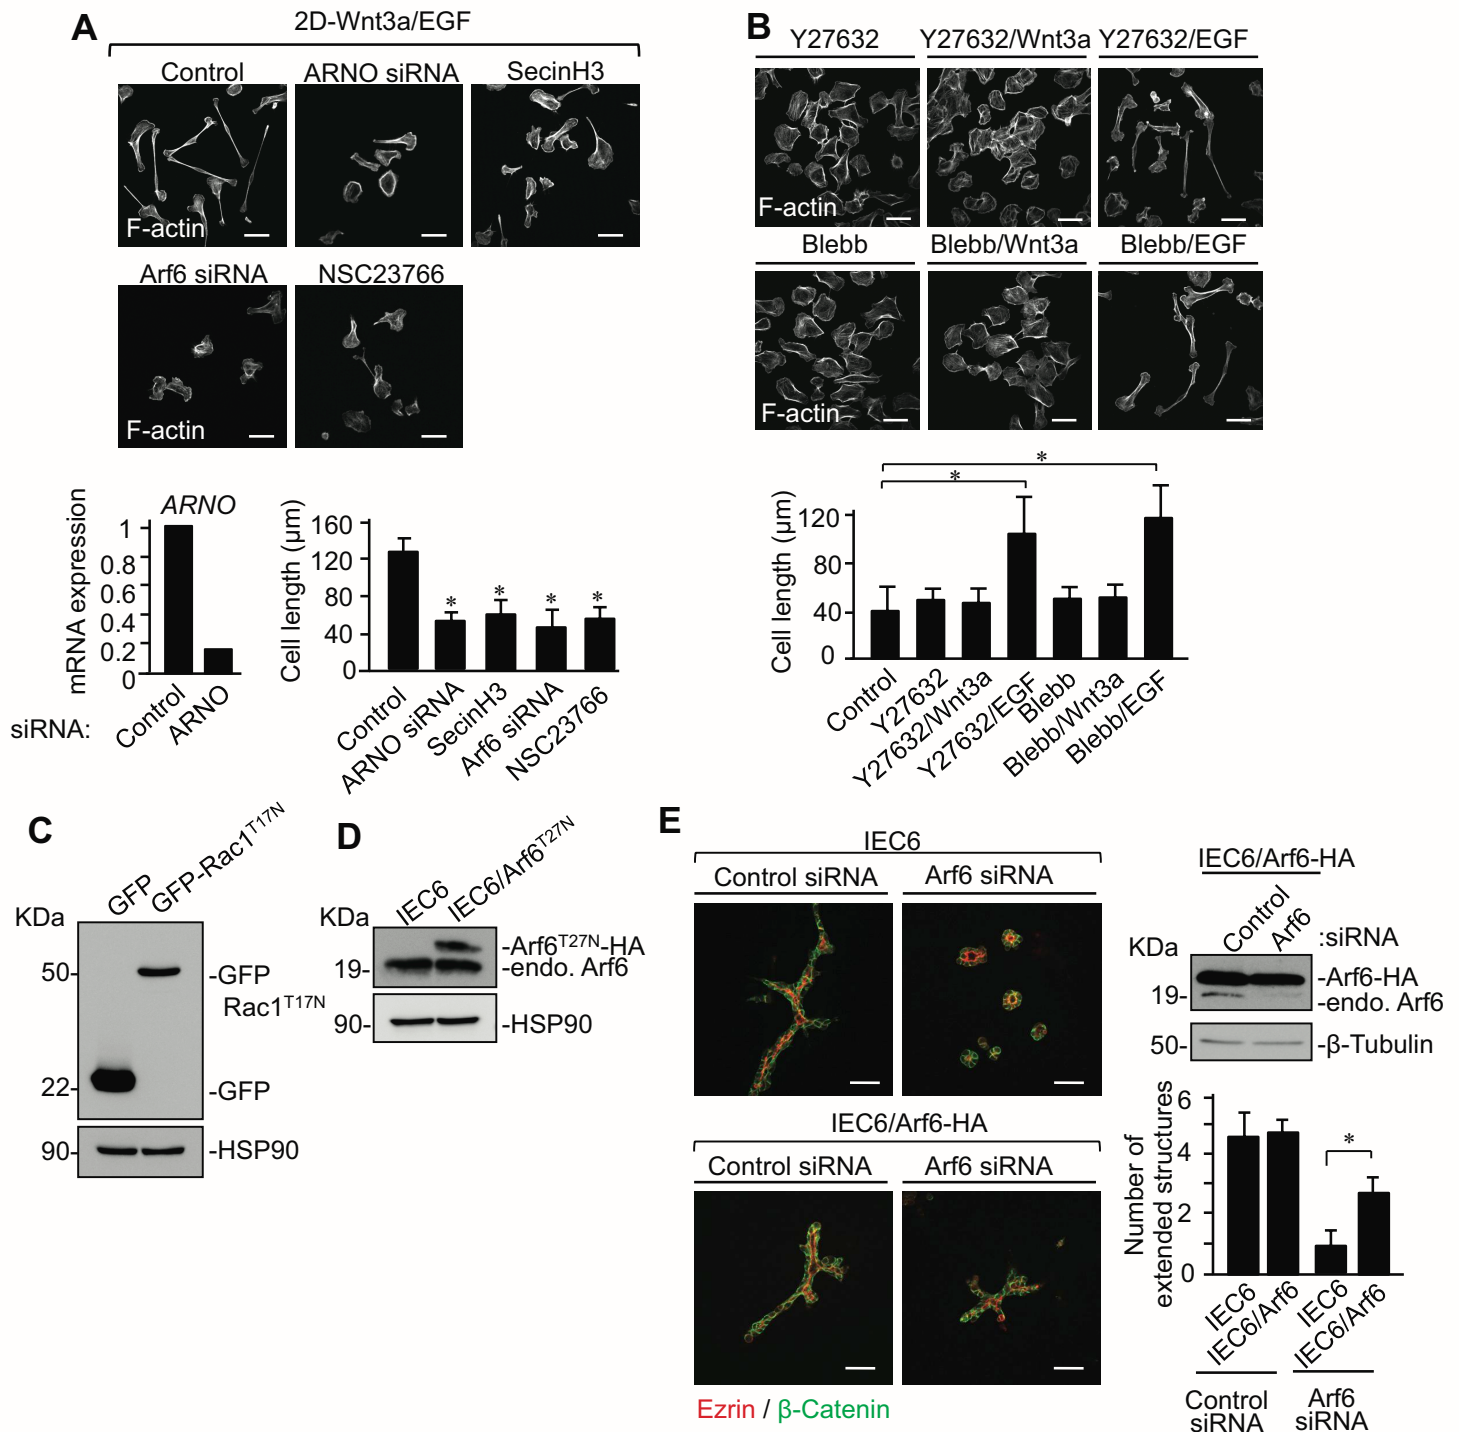 A
2D-Wnt3a/EGF
Control
ARNO siRNA
SecinH3
F-actin
Arf6 siRNA
NSC23766
F-actin
mRNA expression
ARNO
1
0.8
0.6
0.4
0.2
0
siRNA:
Control
ARNO
Cell length (µm)
160
120
80
40
0
*
*
*
*
Control
ARNO siRNA
SecinH3
Arf6 siRNA
NSC23766
B
Y27632
Y27632/Wnt3a
Y27632/EGF
F-actin
Blebb
Blebb/Wnt3a
Blebb/EGF
F-actin
Cell length (µm)
120
80
40
0
*
*
Control
Y27632
Y27632/Wnt3a
Y27632/EGF
Blebb
Blebb/Wnt3a
Blebb/EGF
C
GFP
GFP-Rac1T17N
KDa
50-
-GFP
Rac1T17N
22-
-GFP
90-
-HSP90
D
IEC6
IEC6/Arf6T27N
KDa
-Arf6T27N-HA
19-
-endo. Arf6
90-
-HSP90
E
IEC6
Control siRNA
Arf6 siRNA
IEC6/Arf6-HA
Control siRNA
Arf6 siRNA
Ezrin / β-Catenin
IEC6/Arf6-HA
Control
Arf6
:siRNA
KDa
-Arf6-HA
19-
-endo. Arf6
50-
-β-Tubulin
Number of
extended structures
6
4
2
0
*
IEC6
IEC6/Arf6
IEC6
IEC6/Arf6
Control
siRNA
Arf6
siRNA